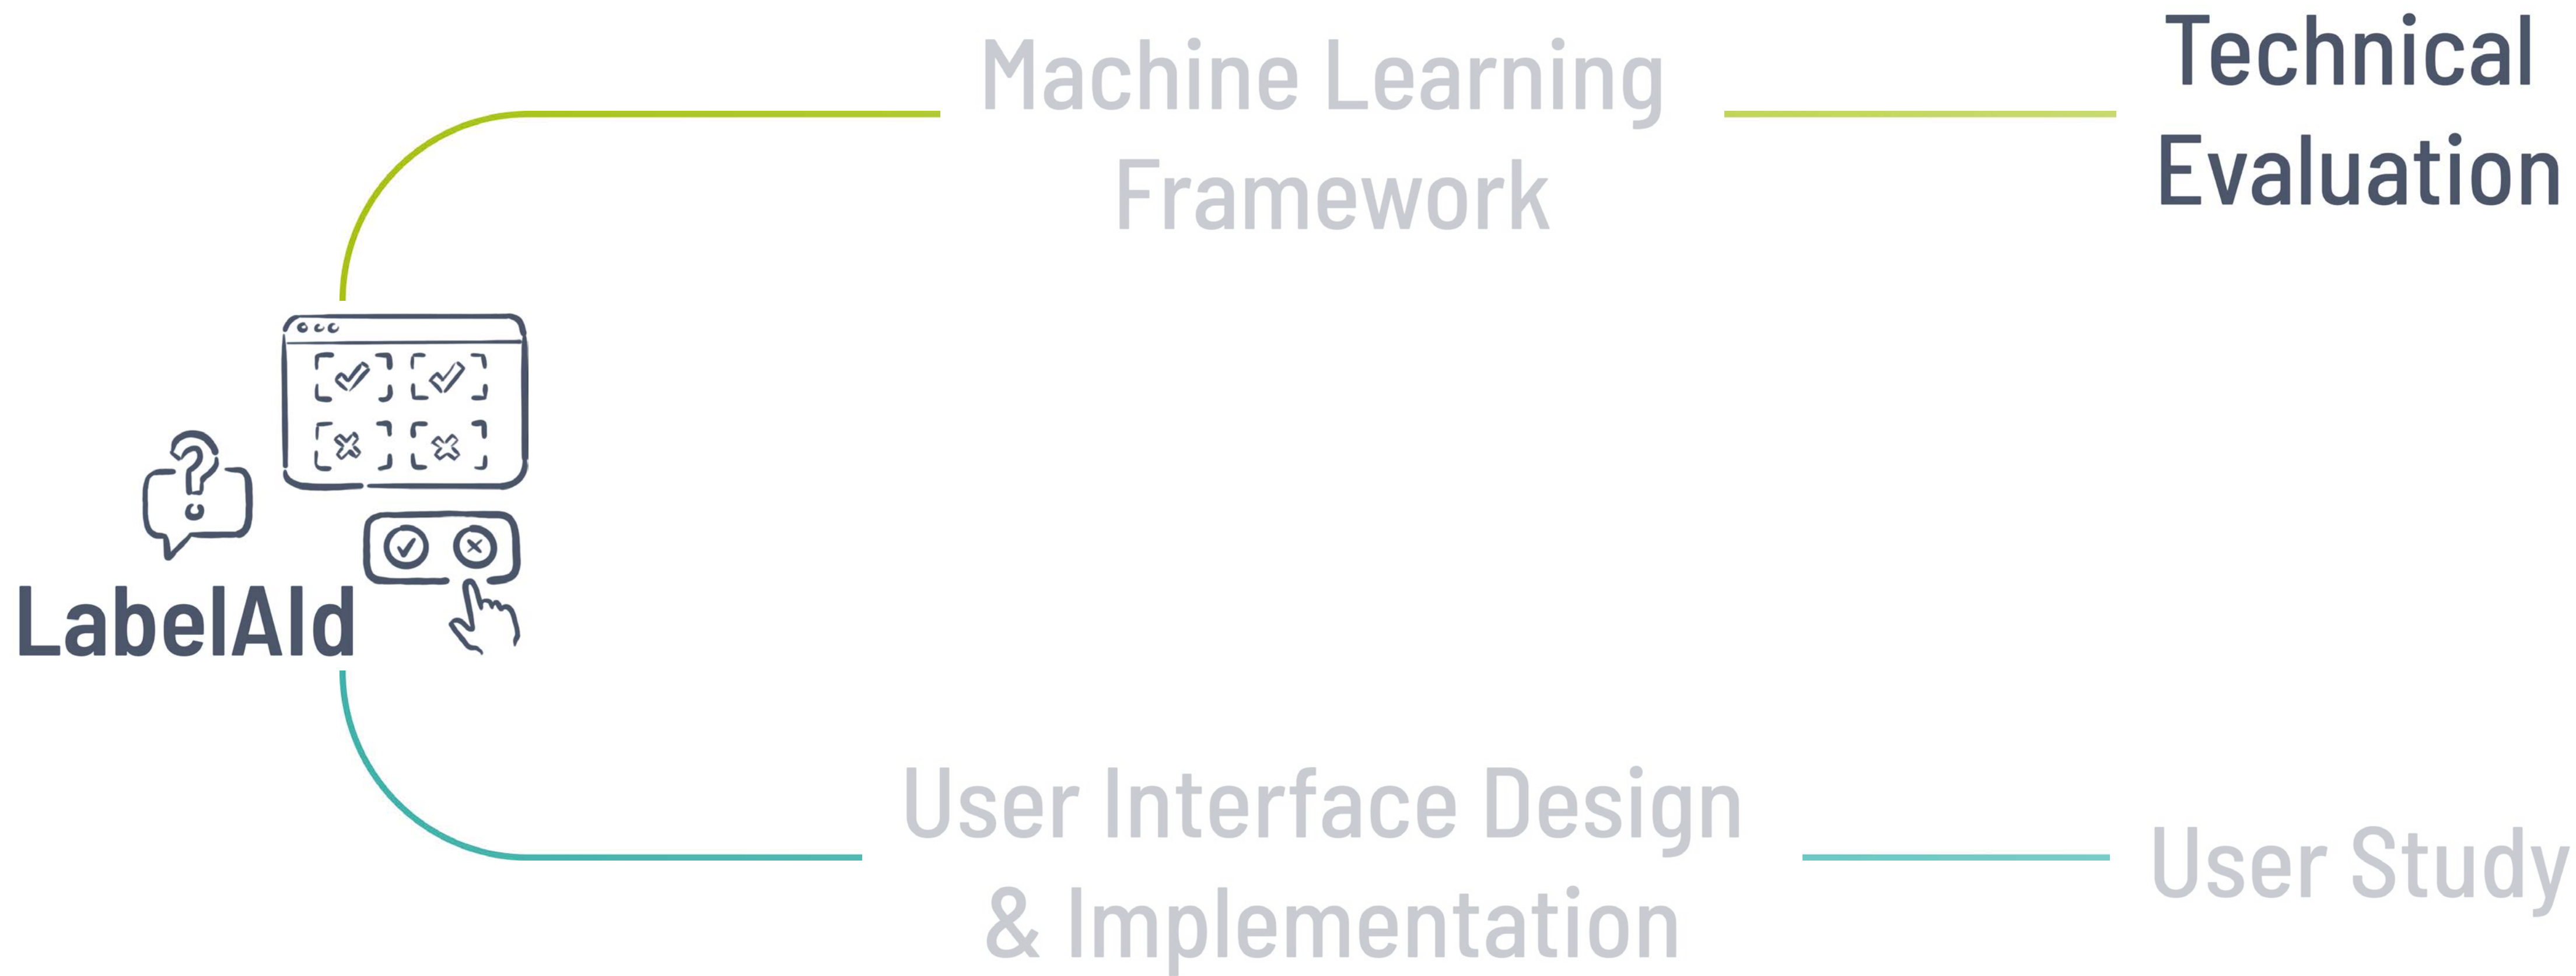 Machine Learning
Framework
Technical
Evaluation
LabelAId
User Interface Design
& Implementation
User Study